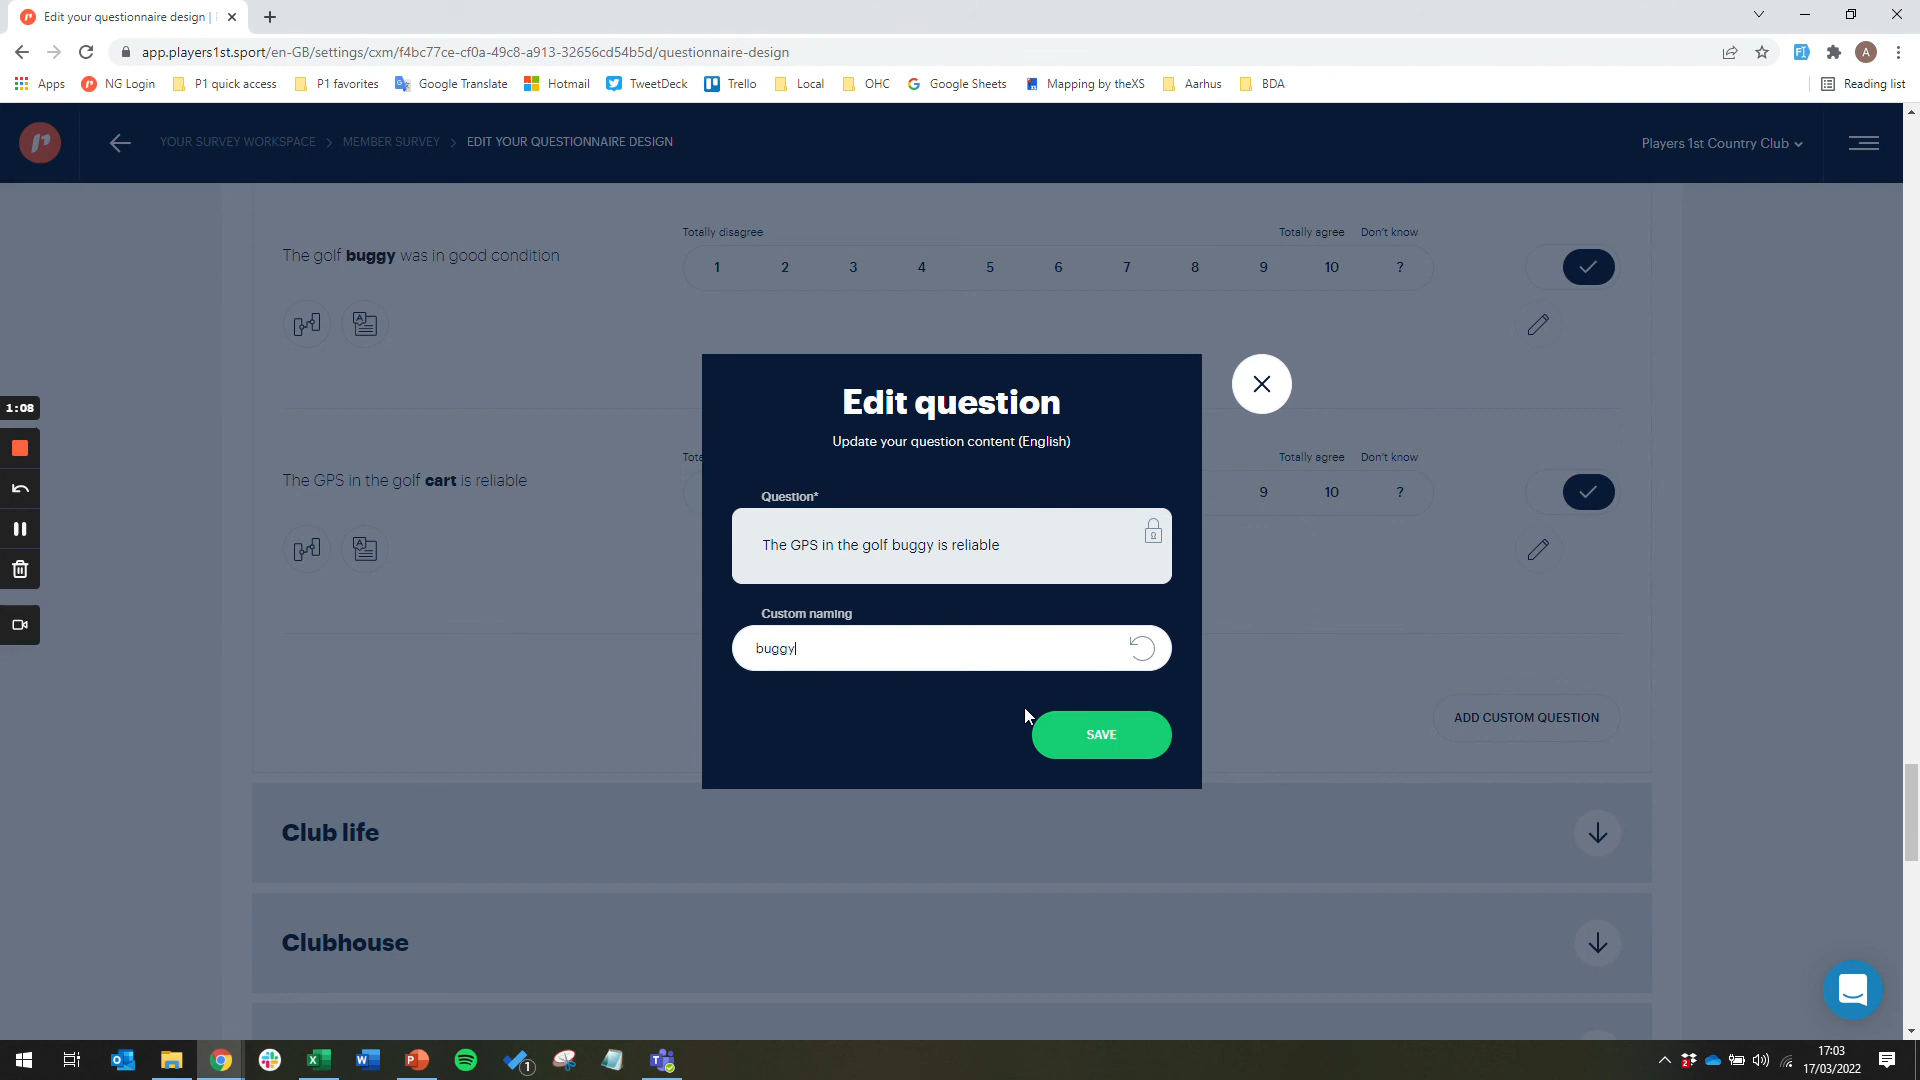 Edit your questionnaire design |
app.players1st.sport/en-GB/settings/cxm/f4bc77ce-cf0a-49c8-a913-32656cd54b5d/questionnaire-design
A
Apps NG Login P1 quick access P1 favorites Google Translate Hotmail TweetDeck Trello Local OHC Google Sheets Mapping by theXS Aarhus BDA Reading list
YOUR SURVEY WORKSPACE > MEMBER SURVEY > EDIT YOUR QUESTIONNAIRE DESIGN
Players 1st Country Club
Totally disagree Totally agree Don't know
The golf buggy was in good condition
1 2 3 4 5 6 7 8 9 10 ?
1:08
Edit question
Update your question content (English)
Totally agree Don't know
The GPS in the golf cart is reliable
9 10 ?
Question*
The GPS in the golf buggy is reliable
Custom naming
buggy
SAVE
ADD CUSTOM QUESTION
Club life
Clubhouse
17:03
17/03/2022